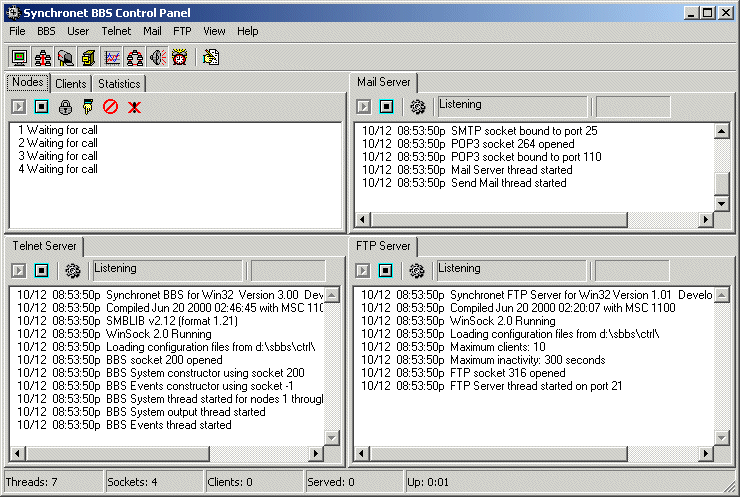 Synchronet BBS Control Panel
File BBS User Telnet Mail FTP View Help
Nodes Clients Statistics
1 Waiting for call
2 Waiting for call
3 Waiting for call
4 Waiting for call
Mail Server
Listening
10/12 08:53:50p SMTP socket bound to port 25
10/12 08:53:50p POP3 socket 264 opened
10/12 08:53:50p POP3 socket bound to port 110
10/12 08:53:50p Mail Server thread started
10/12 08:53:50p Send Mail thread started
Telnet Server
Listening
10/12 08:53:50p Synchronet BBS for Win32 Version 3.00 Deve
10/12 08:53:50p Compiled Jun 20 2000 02:46:45 with MSC 1100
10/12 08:53:50p SMBLIB v2.12 (format 1.21)
10/12 08:53:50p WinSock 2.0 Running
10/12 08:53:50p Loading configuration files from d:\sbbs\ctrl\
10/12 08:53:50p BBS socket 200 opened
10/12 08:53:50p BBS System constructor using socket 200
10/12 08:53:50p BBS Events constructor using socket -1
10/12 08:53:50p BBS System thread started for nodes 1 through
10/12 08:53:50p BBS System output thread started
10/12 08:53:50p BBS Events thread started
FTP Server
Listening
10/12 08:53:50p Synchronet FTP Server for Win32 Version 1.01 Develo
10/12 08:53:50p Compiled Jun 20 2000 02:20:07 with MSC 1100
10/12 08:53:50p WinSock 2.0 Running
10/12 08:53:50p Loading configuration files from d:\sbbs\ctrl\
10/12 08:53:50p Maximum clients: 10
10/12 08:53:50p Maximum inactivity: 300 seconds
10/12 08:53:50p FTP socket 316 opened
10/12 08:53:50p FTP Server thread started on port 21
Threads: 7 Sockets: 4 Clients: 0 Served: 0 Up: 0:01